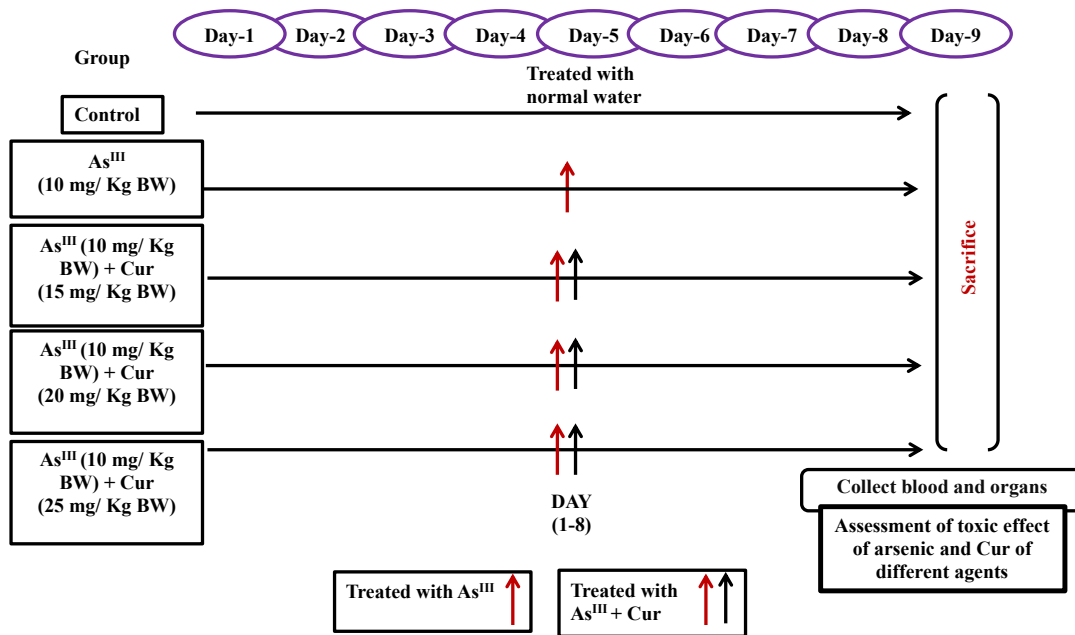 Day-1 Day-2 Day-3 Day-4 Day-5 Day-6 Day-7 Day-8 Day-9
Group
Treated with
normal water
Control
As^III
(10 mg/ Kg BW)
As^III (10 mg/ Kg
BW) + Cur
(15 mg/Kg BW)
As^III (10 mg/ Kg
BW) + Cur
(20 mg/ Kg BW)
As^III (10 mg/ Kg
BW) + Cur
(25 mg/ Kg BW)
Sacrifice
DAY
(1-8)
Collect blood and organs
Assessment of toxic effect
of arsenic and Cur of
different agents
Treated with As^III
Treated with
As^III + Cur